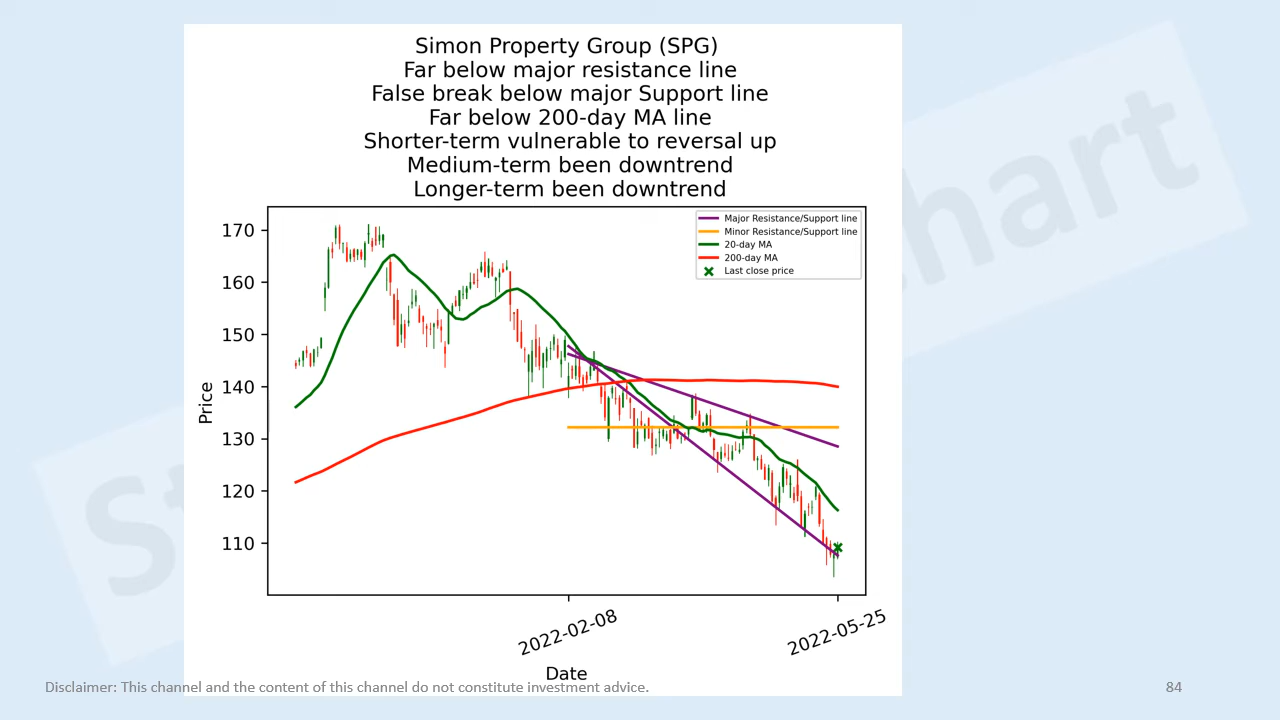 Simon Property Group (SPG)
Far below major resistance line
False break below major Support line
Far below 200-day MA line
Shorter-term vulnerable to reversal up
Medium-term been downtrend
Longer-term been downtrend
Major Resistance/Support line
Minor Resistance/Support line
20-day MA
200-day MA
Last close price
170
160
150
140
130
120
110
Price
2022-02-08
2022-05-25
Date
Disclaimer: This channel and the content of this channel do not constitute investment advice.
84
St
hart